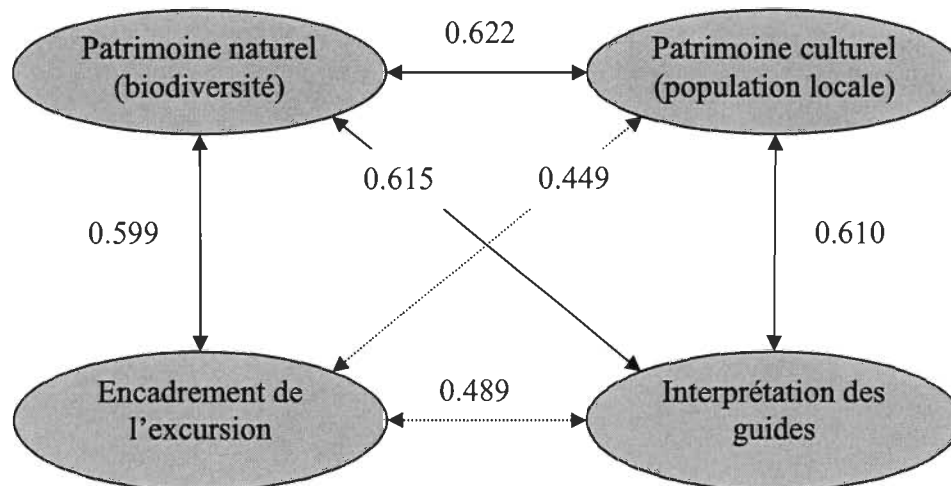 Patrimoine naturel
(biodiversité)
0.622
Patrimoine culturel
(population locale)
0.615
0.449
0.599
0.610
Encadrement de
l'excursion
0.489
Interprétation des
guides